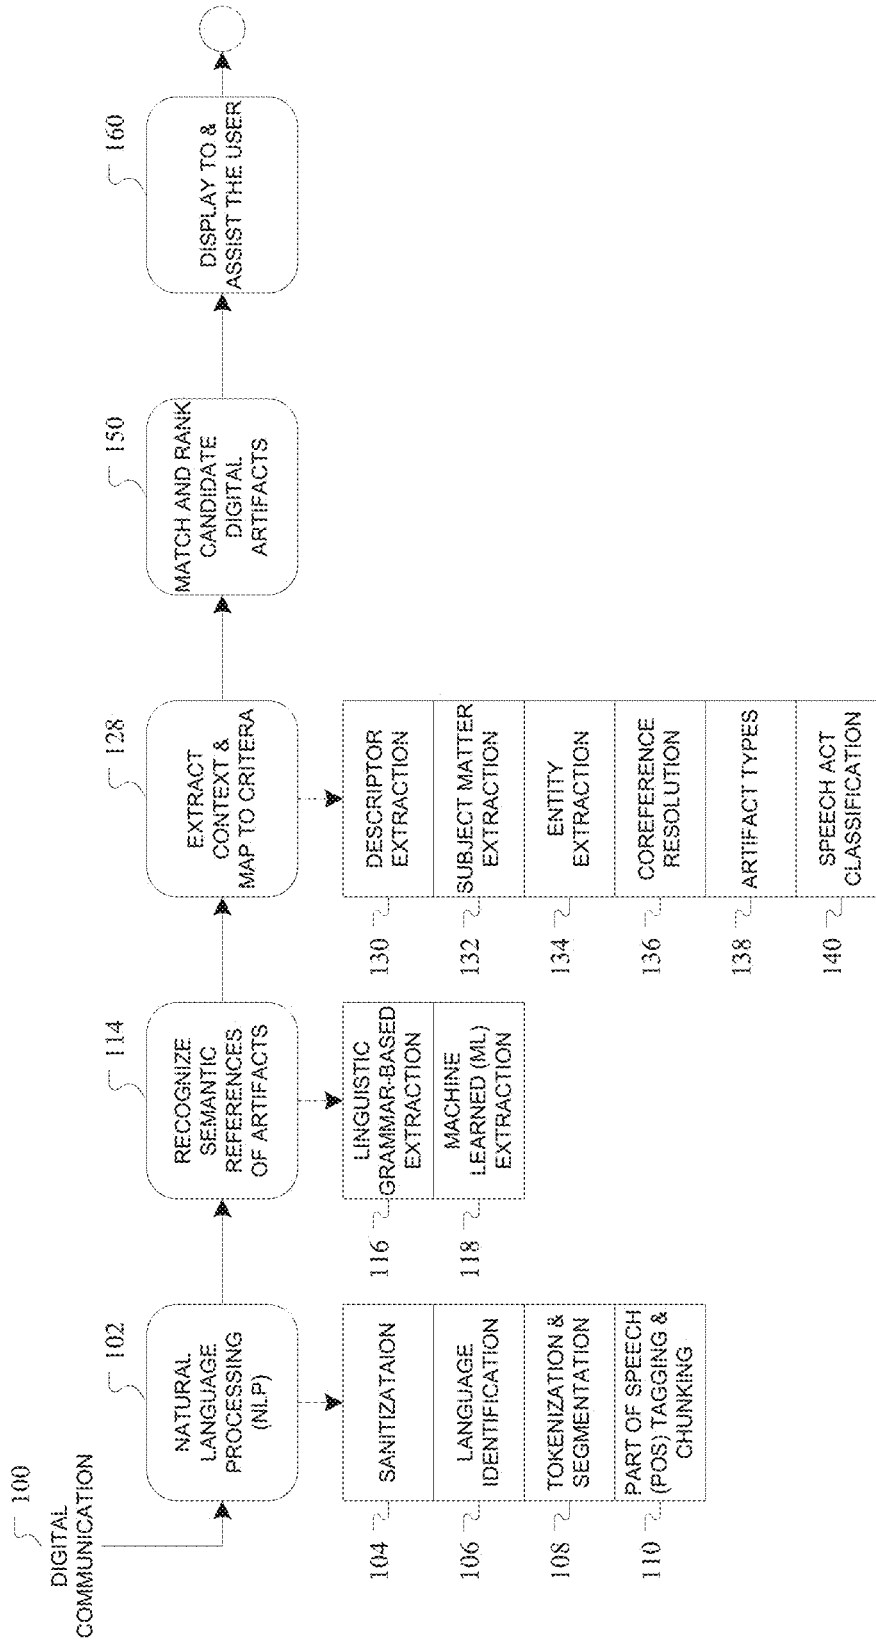 100
DIGITAL
COMMUNICATION
102
NATURAL
LANGUAGE
PROCESSING
(NLP)
104
SANITIZATAION
106
LANGUAGE
IDENTIFICATION
108
TOKENIZATION &
SEGMENTATION
110
PART OF SPEECH
(POS) TAGGING &
CHUNKING
114
RECOGNIZE
SEMANTIC
REFERENCES
OF ARTIFACTS
116
LINGUISTIC
GRAMMAR-BASED
EXTRACTION
118
MACHINE
LEARNED (ML)
EXTRACTION
128
EXTRACT
CONTEXT &
MAP TO CRITERA
130
DESCRIPTOR
EXTRACTION
132
SUBJECT MATTER
EXTRACTION
134
ENTITY
EXTRACTION
136
COREFERENCE
RESOLUTION
138
ARTIFACT TYPES
140
SPEECH ACT
CLASSIFICATION
150
MATCH AND RANK
CANDIDATE
DIGITAL
ARTIFACTS
160
DISPLAY TO &
ASSIST THE USER